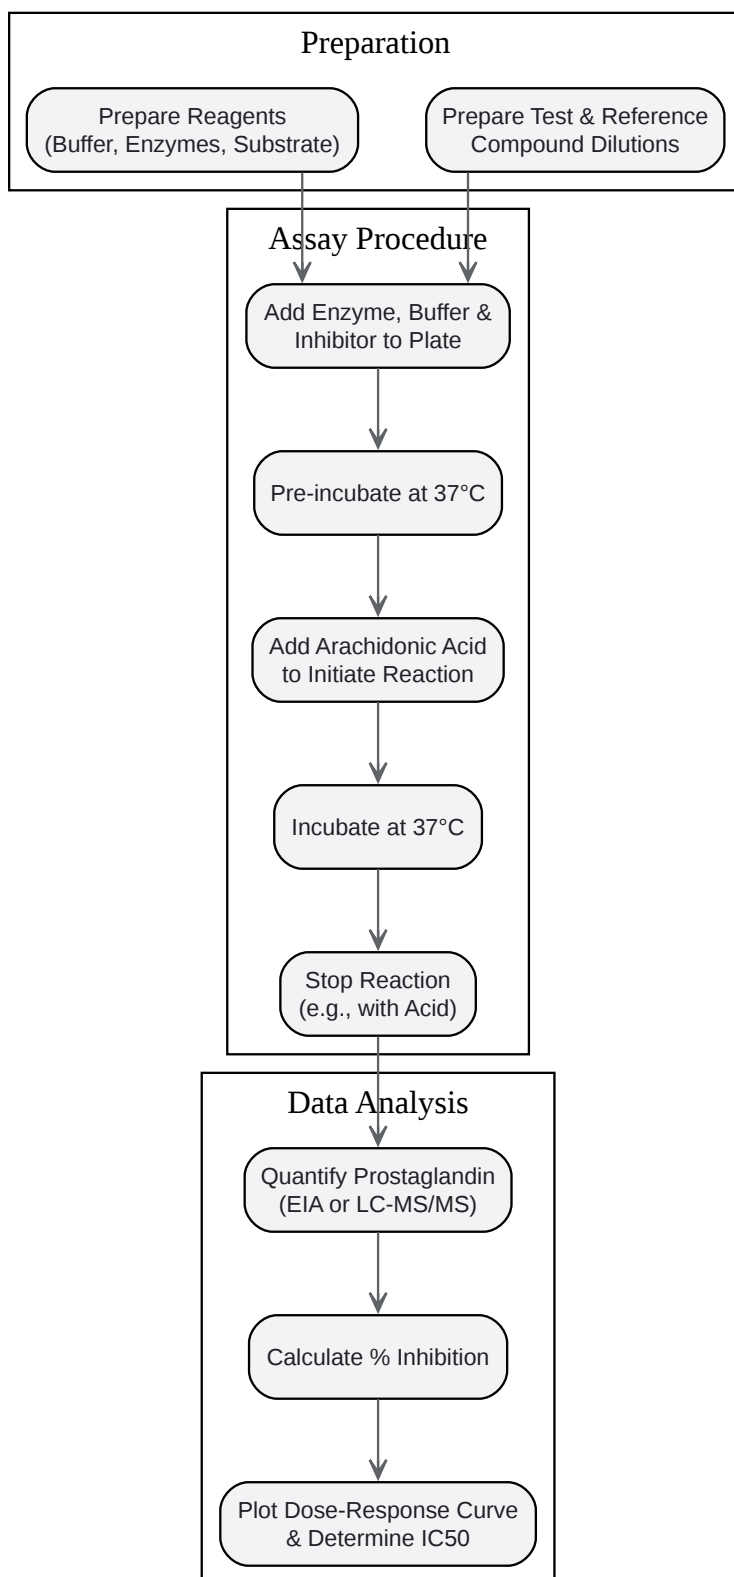 Preparation
Prepare Reagents
(Buffer, Enzymes, Substrate)
Prepare Test & Reference
Compound Dilutions
Assay Procedure
Add Enzyme, Buffer &
Inhibitor to Plate
Pre-incubate at 37°C
Add Arachidonic Acid
to Initiate Reaction
Incubate at 37°C
Stop Reaction
(e.g., with Acid)
Data Analysis
Quantify Prostaglandin
(EIA or LC-MS/MS)
Calculate % Inhibition
Plot Dose-Response Curve
& Determine IC50